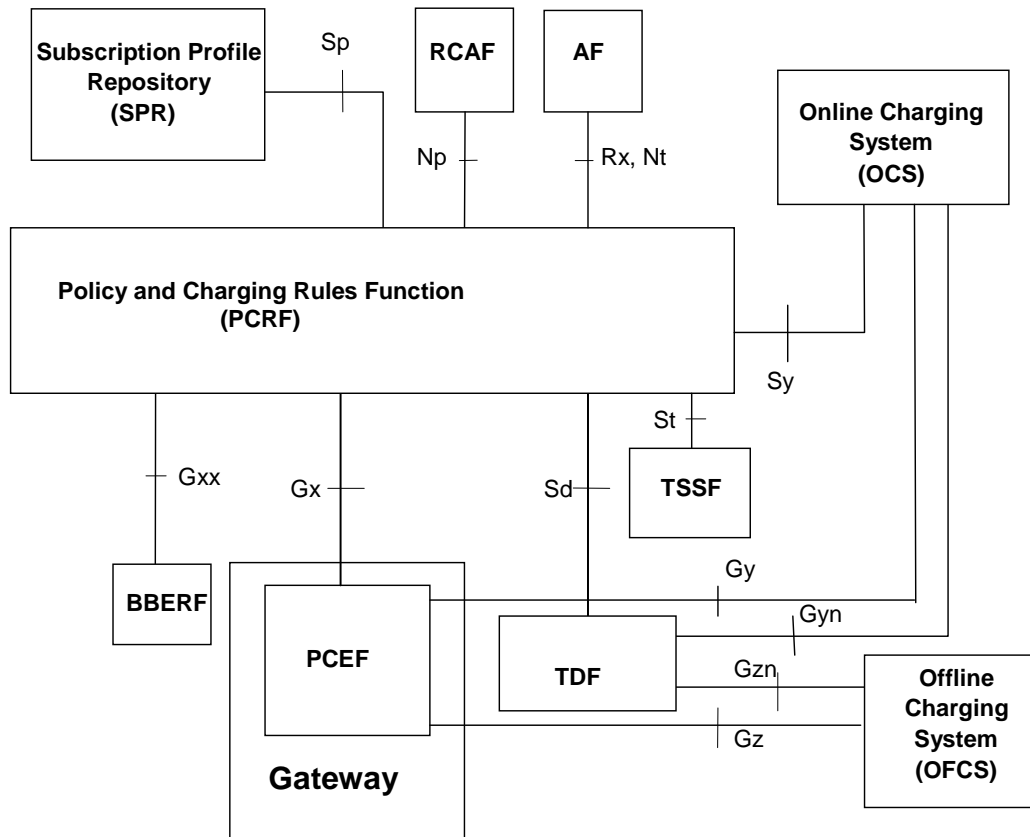 Subscription Profile
Repository
(SPR)
Sp
RCAF
AF
Online Charging
System
(OCS)
Np
Rx, Nt
Policy and Charging Rules Function
(PCRF)
Sy
St
Gxx
Gx
Sd
TSSF
BBERF
Gy
Gyn
PCEF
TDF
Gzn
Gz
Offline
Charging
System
(OFCS)
Gateway